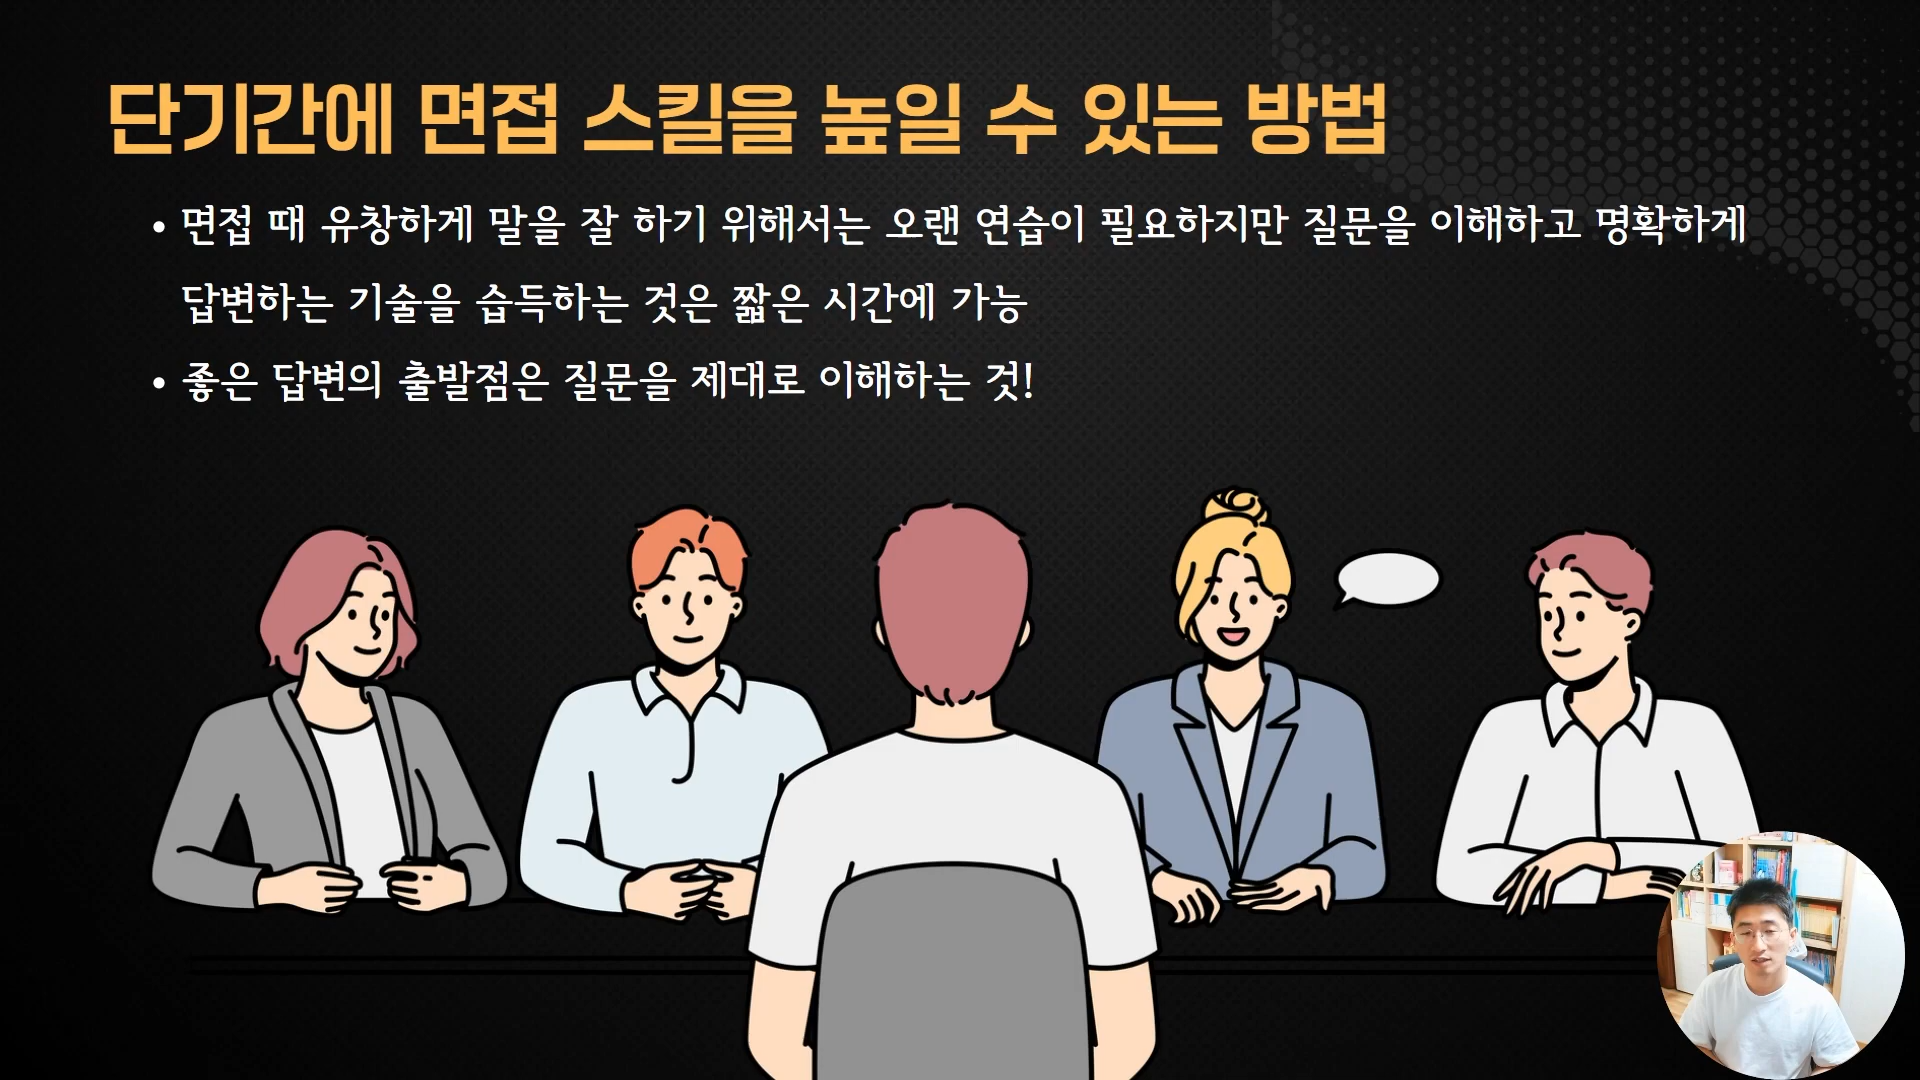 단기간에 면접 스킬을 높일 수 있는 방법
• 면접 때 유창하게 말을 잘 하기 위해서는 오랜 연습이 필요하지만 질문을 이해하고 명확하게
답변하는 기술을 습득하는 것은 짧은 시간에 가능
• 좋은 답변의 출발점은 질문을 제대로 이해하는 것!